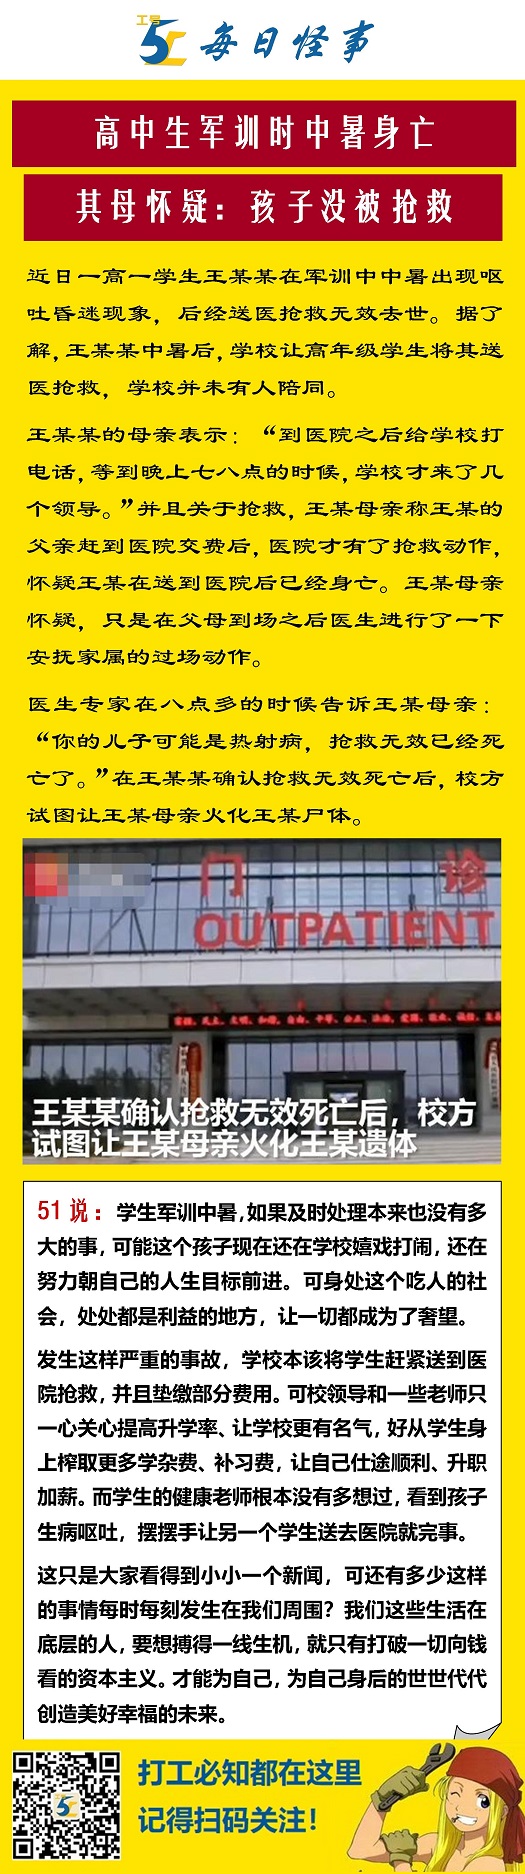 工号
51
每日怪事
高中生军训时中暑身亡
其母怀疑：孩子没被抢救
近日一高一学生王某某在军训中中暑出现呕
吐昏迷现象，后经送医抢救无效去世。据了
解，王某某中暑后，学校让高年级学生将其送
医抢救，学校并未有人陪同。
王某某的母亲表示：“到医院之后给学校打
电话，等到晚上七八点的时候，学校才来了几
个领导。”并且关于抢救，王某母亲称王某的
父亲赶到医院交费后，医院才有了抢救动作，
怀疑王某在送到医院后已经身亡。王某母亲
怀疑，只是在父母到场之后医生进行了一下
安抚家属的过场动作。
医生专家在八点多的时候告诉王某母亲：
“你的儿子可能是热射病，抢救无效已经死
亡了。”在王某某确认抢救无效死亡后，校方
试图让王某母亲火化王某尸体。
门 诊
OUTPATIENT
富强、民主、文明、和谐、自由、平等、公正、法治、爱国、敬业、诚信、友善
王某某确认抢救无效死亡后，校方
试图让王某母亲火化王某遗体
51 说：学生军训中暑，如果及时处理本来也没有多
大的事，可能这个孩子现在还在学校嬉戏打闹，还在
努力朝自己的人生目标前进。可身处这个吃人的社
会，处处都是利益的地方，让一切都成为了奢望。
发生这样严重的事故，学校本该将学生赶紧送到医
院抢救，并且垫缴部分费用。可校领导和一些老师只
一心关心提高升学率、让学校更有名气，好从学生身
上榨取更多学杂费、补习费，让自己仕途顺利、升职
加薪。而学生的健康老师根本没有多想过，看到孩子
生病呕吐，摆摆手让另一个学生送去医院就完事。
这只是大家看得到小小一个新闻，可还有多少这样
的事情每时每刻发生在我们周围？我们这些生活在
底层的人，要想搏得一线生机，就只有打破一切向钱
看的资本主义。才能为自己，为自己身后的世世代代
创造美好幸福的未来。
打工必知都在这里
记得扫码关注！